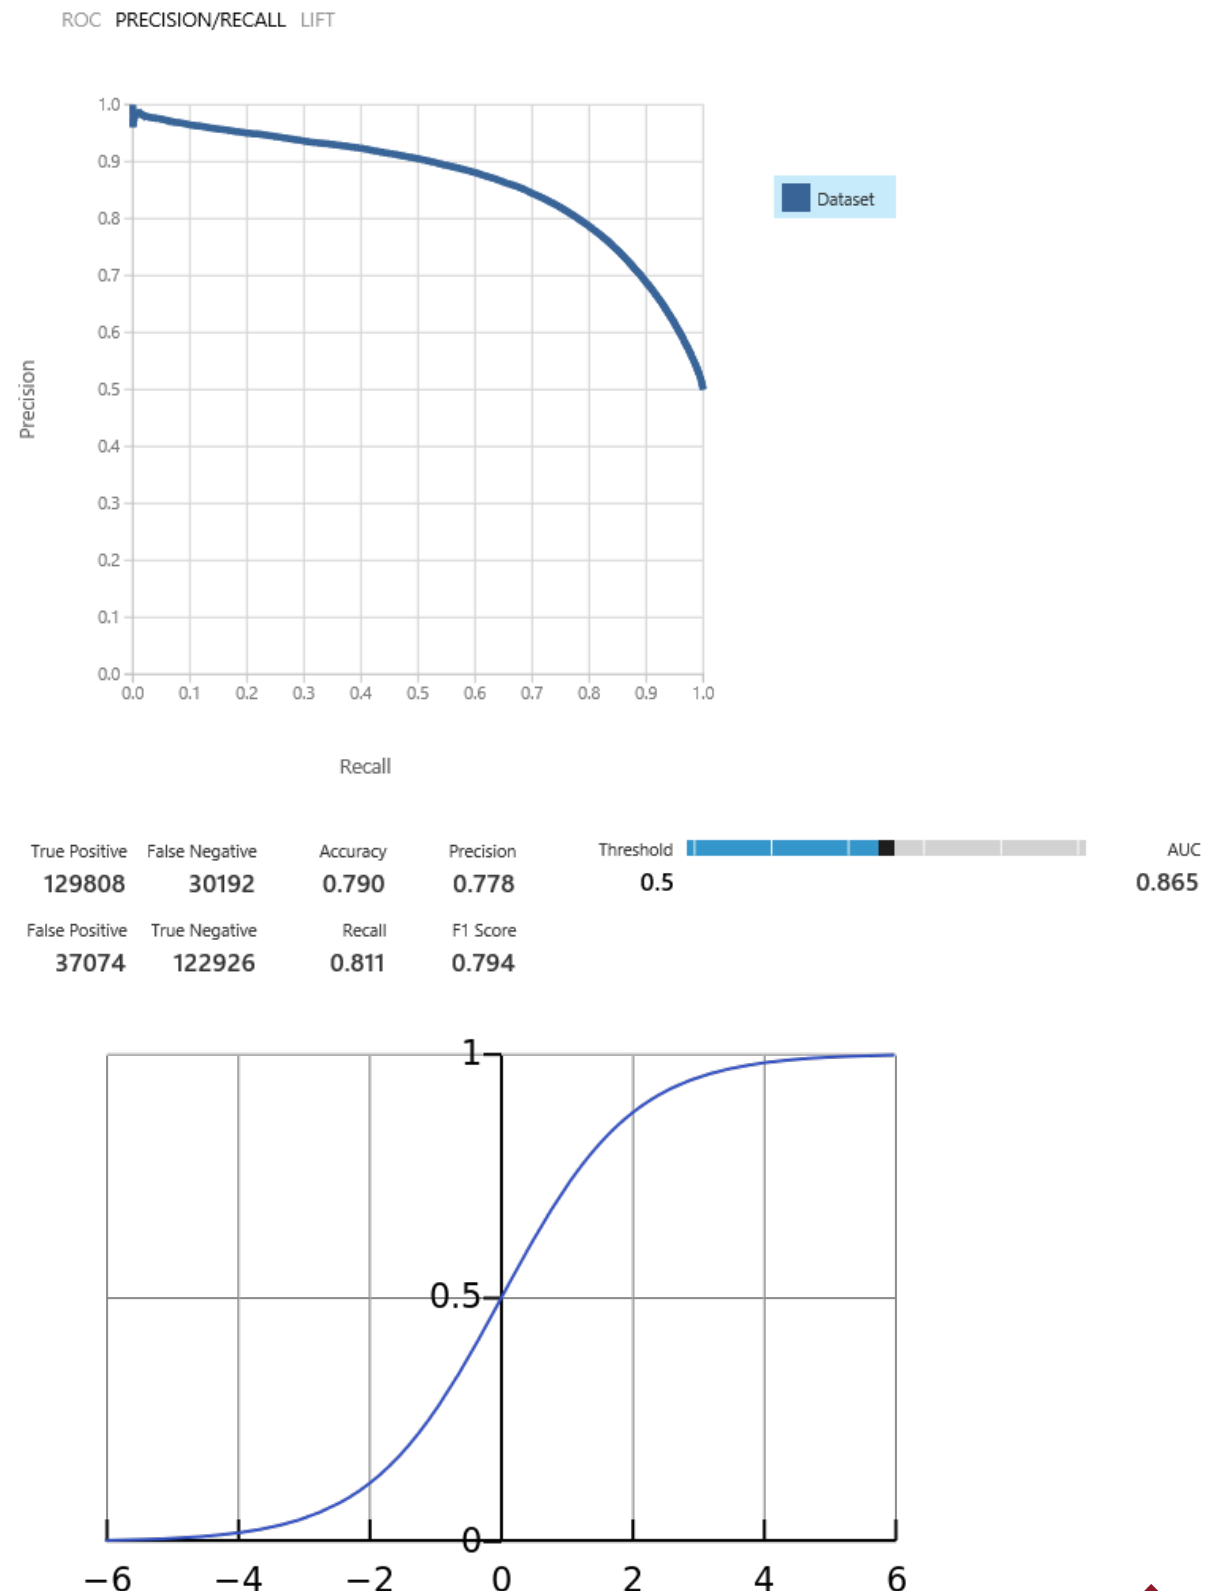 ROC PRECISION/RECALL LIFT
1.0
0.9
0.8
0.7
0.6
0.5
0.4
0.3
0.2
0.1
0.0
Precision
0.0 0.1 0.2 0.3 0.4 0.5 0.6 0.7 0.8 0.9 1.0
Recall
Dataset
True Positive False Negative Accuracy Precision Threshold AUC
129808 30192 0.790 0.778 0.5 0.865
False Positive True Negative Recall F1 Score
37074 122926 0.811 0.794
1
0.5
0
−6 −4 −2 0 2 4 6